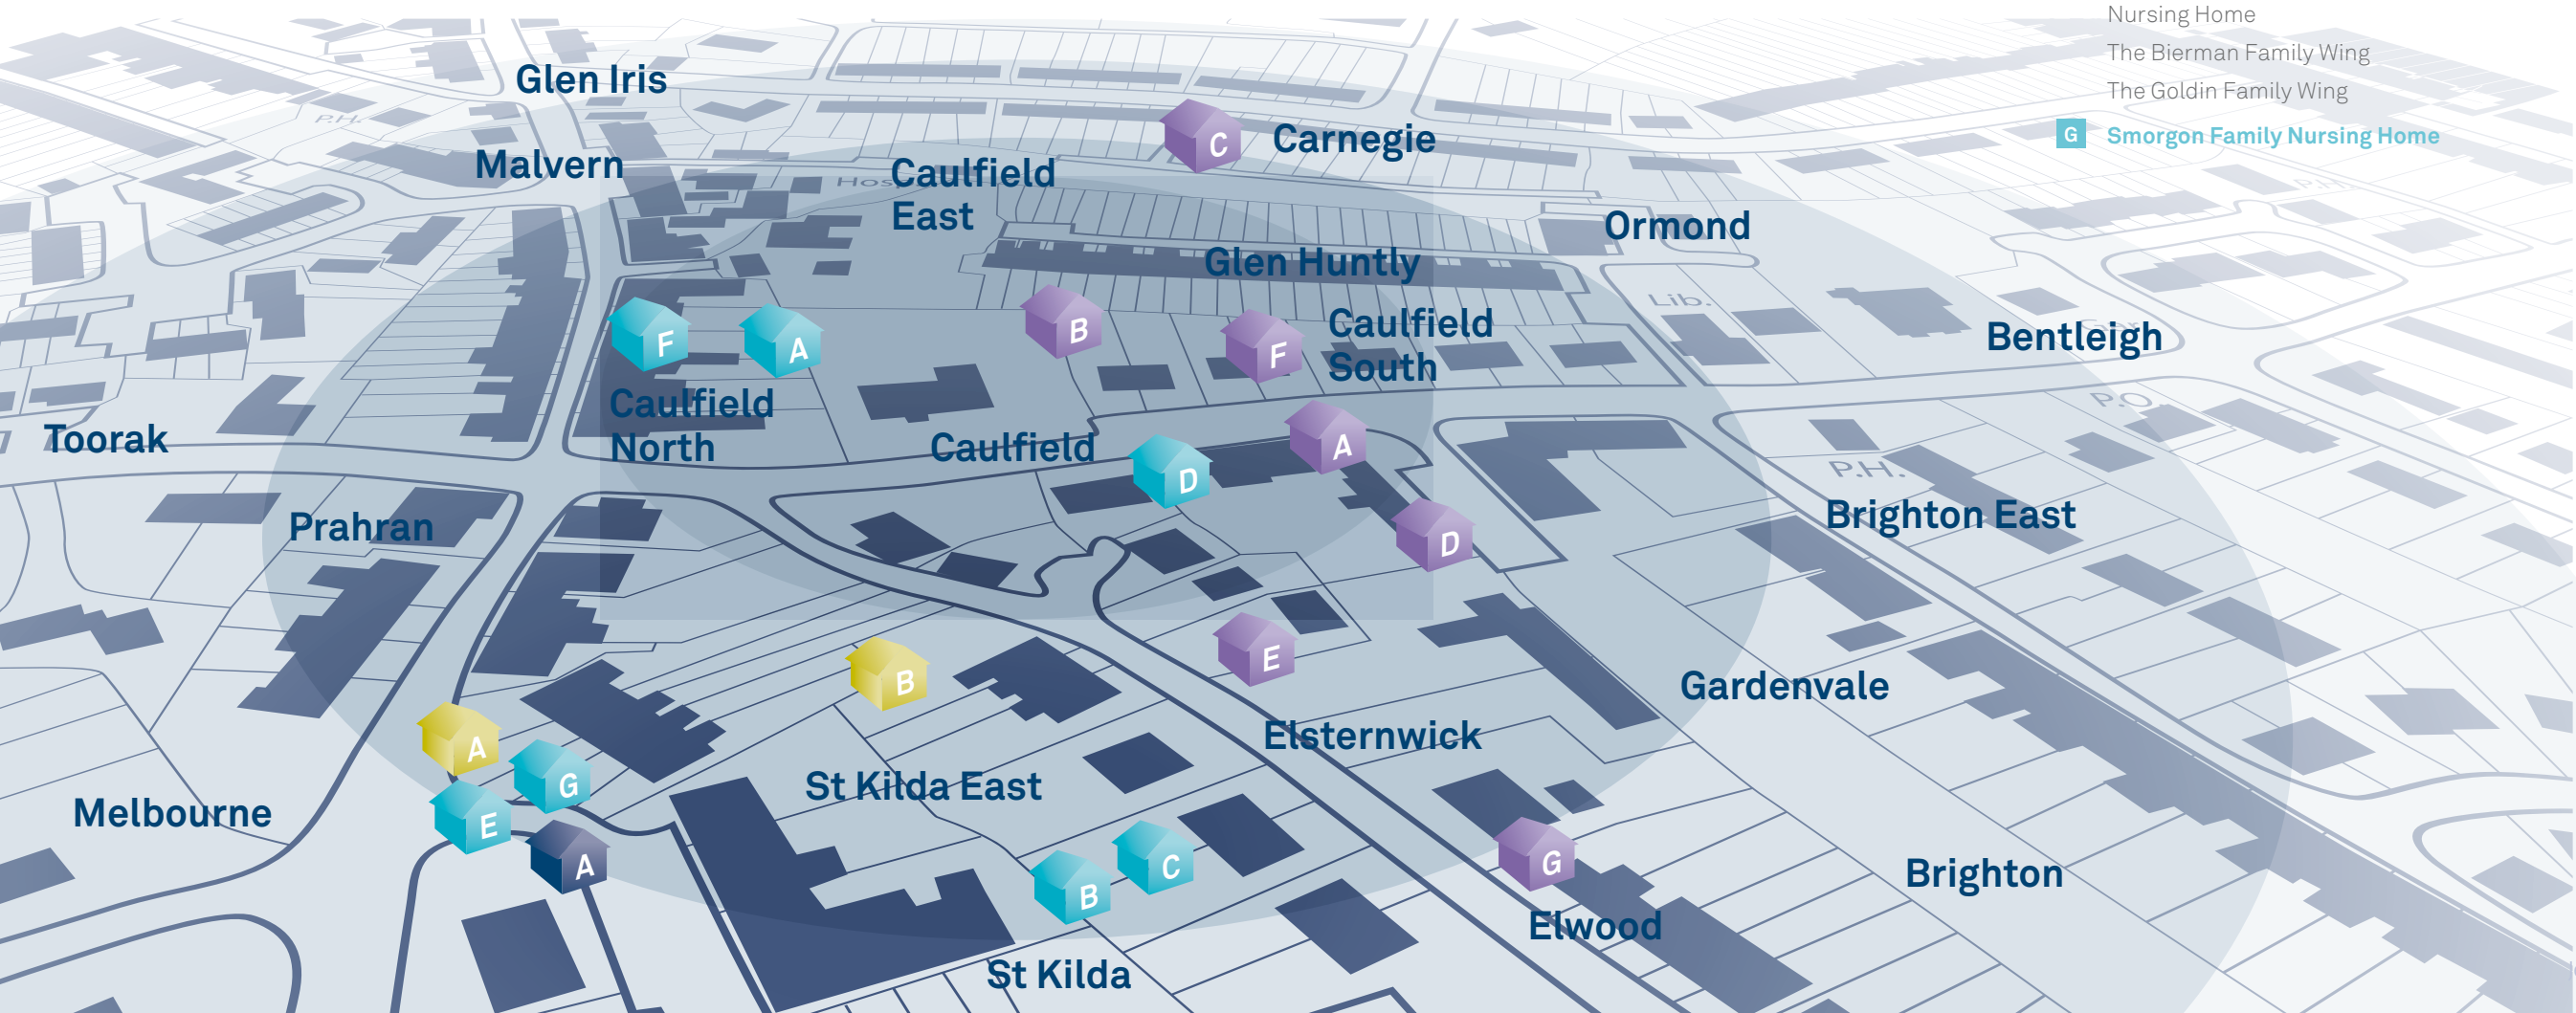 Nursing Home
The Bierman Family Wing
The Goldin Family Wing
G Smorgon Family Nursing Home
Glen Iris
P.H.
Malvern
C
Carnegie
Caulfield
East
P.H.
Ormond
Glen Huntly
Lib.
F
A
B
F
Caulfield
South
Bentleigh
Caulfield
North
P.O.
Toorak
Caulfield
D
A
P.H.
Prahran
D
Brighton East
B
E
Gardenvale
A
G
Elsternwick
St Kilda East
Melbourne
E
A
B
C
G
Brighton
Elwood
St Kilda